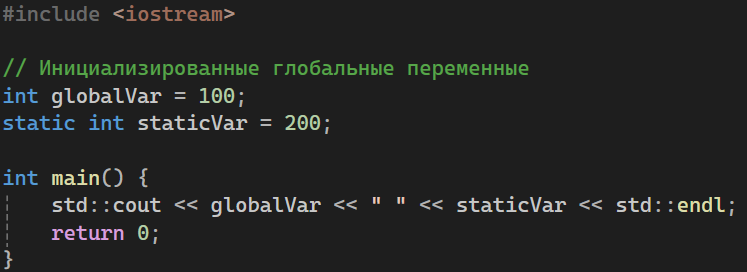 #include <iostream>

// Инициализированные глобальные переменные
int globalVar = 100;
static int staticVar = 200;

int main() {
    std::cout << globalVar << " " << staticVar << std::endl;
    return 0;
}